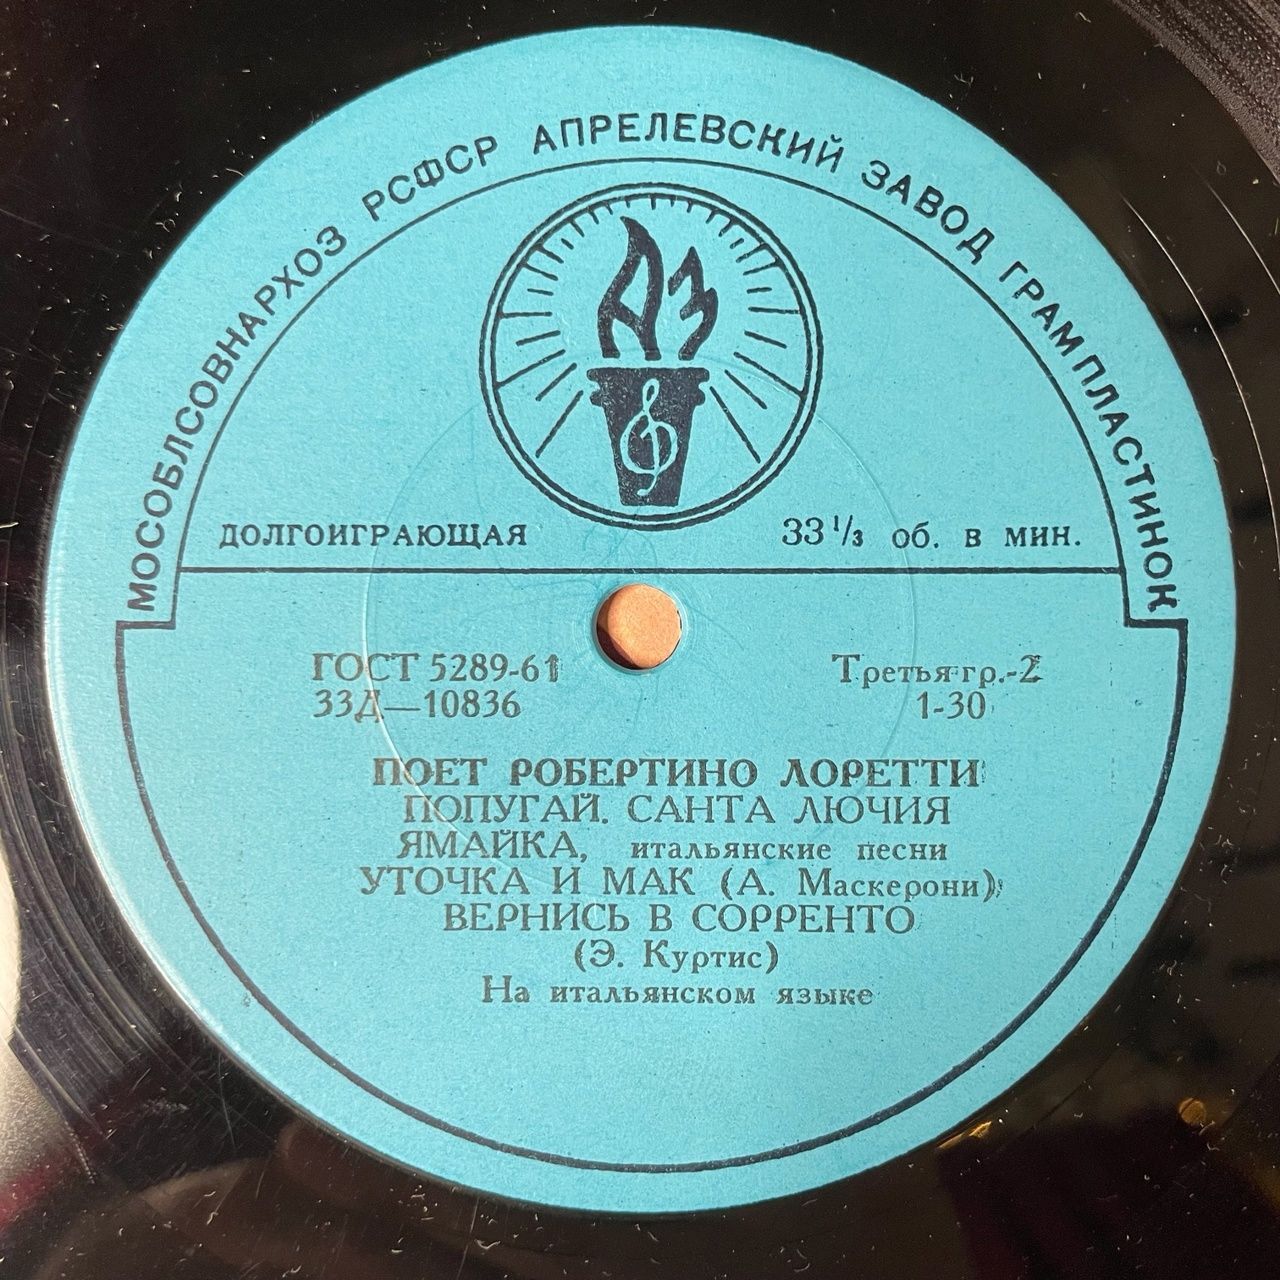 МОСОБЛСОВНАРХОЗ РСФСР АПРЕЛЕВСКИЙ ЗАВОД ГРАМПЛАСТИНОК
АЗ
ДОЛГОИГРАЮЩАЯ 33 1/3 об. в мин.
ГОСТ 5289-61 Третья гр.-2
33Д—10836 1-30
ПОЕТ РОБЕРТИНО ЛОРЕТТИ
ПОПУГАЙ. САНТА ЛЮЧИЯ
ЯМАЙКА, итальянские песни
УТОЧКА И МАК (А. Маскерони)
ВЕРНИСЬ В СОРРЕНТО
(Э. Куртис)
На итальянском языке